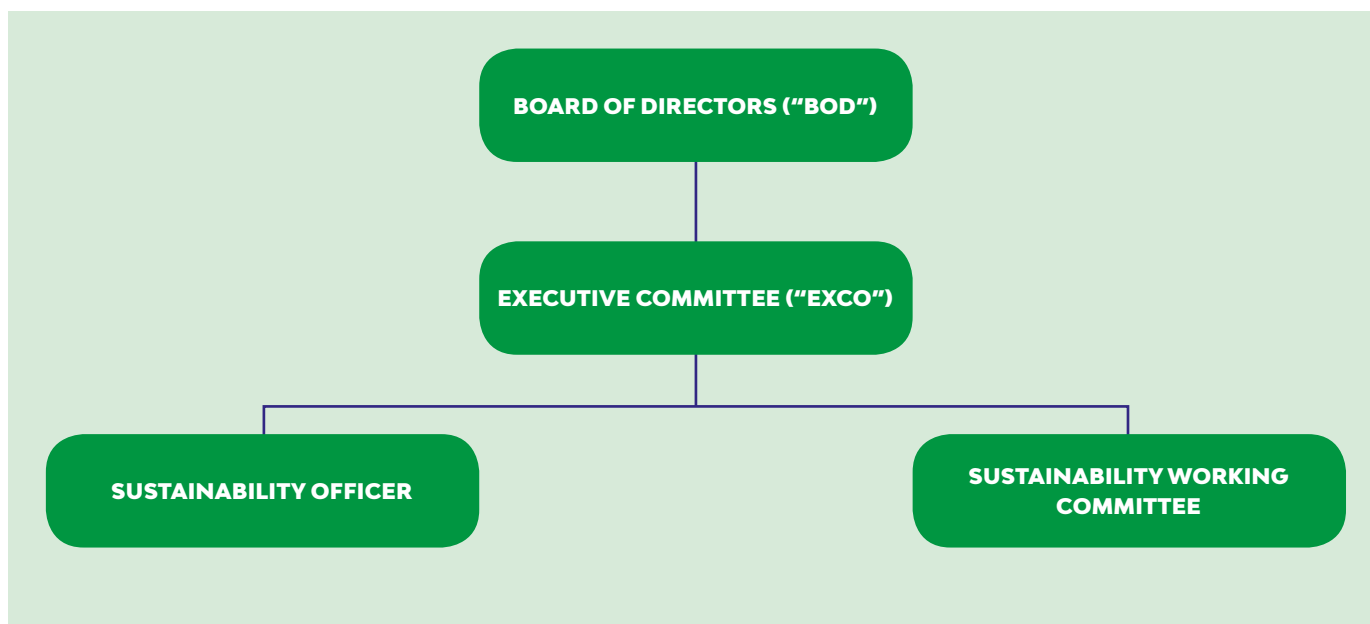 BOARD OF DIRECTORS (“BOD”)
EXECUTIVE COMMITTEE (“EXCO”)
SUSTAINABILITY OFFICER
SUSTAINABILITY WORKING
COMMITTEE